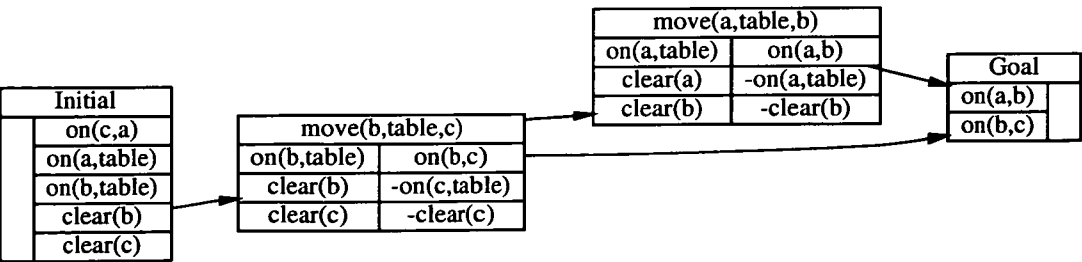 Initial
on(c,a)
on(a,table)
on(b,table)
clear(b)
clear(c)
move(b,table,c)
on(b,table) on(b,c)
clear(b) -on(c,table)
clear(c) -clear(c)
move(a,table,b)
on(a,table) on(a,b)
clear(a) -on(a,table)
clear(b) -clear(b)
Goal
on(a,b)
on(b,c)